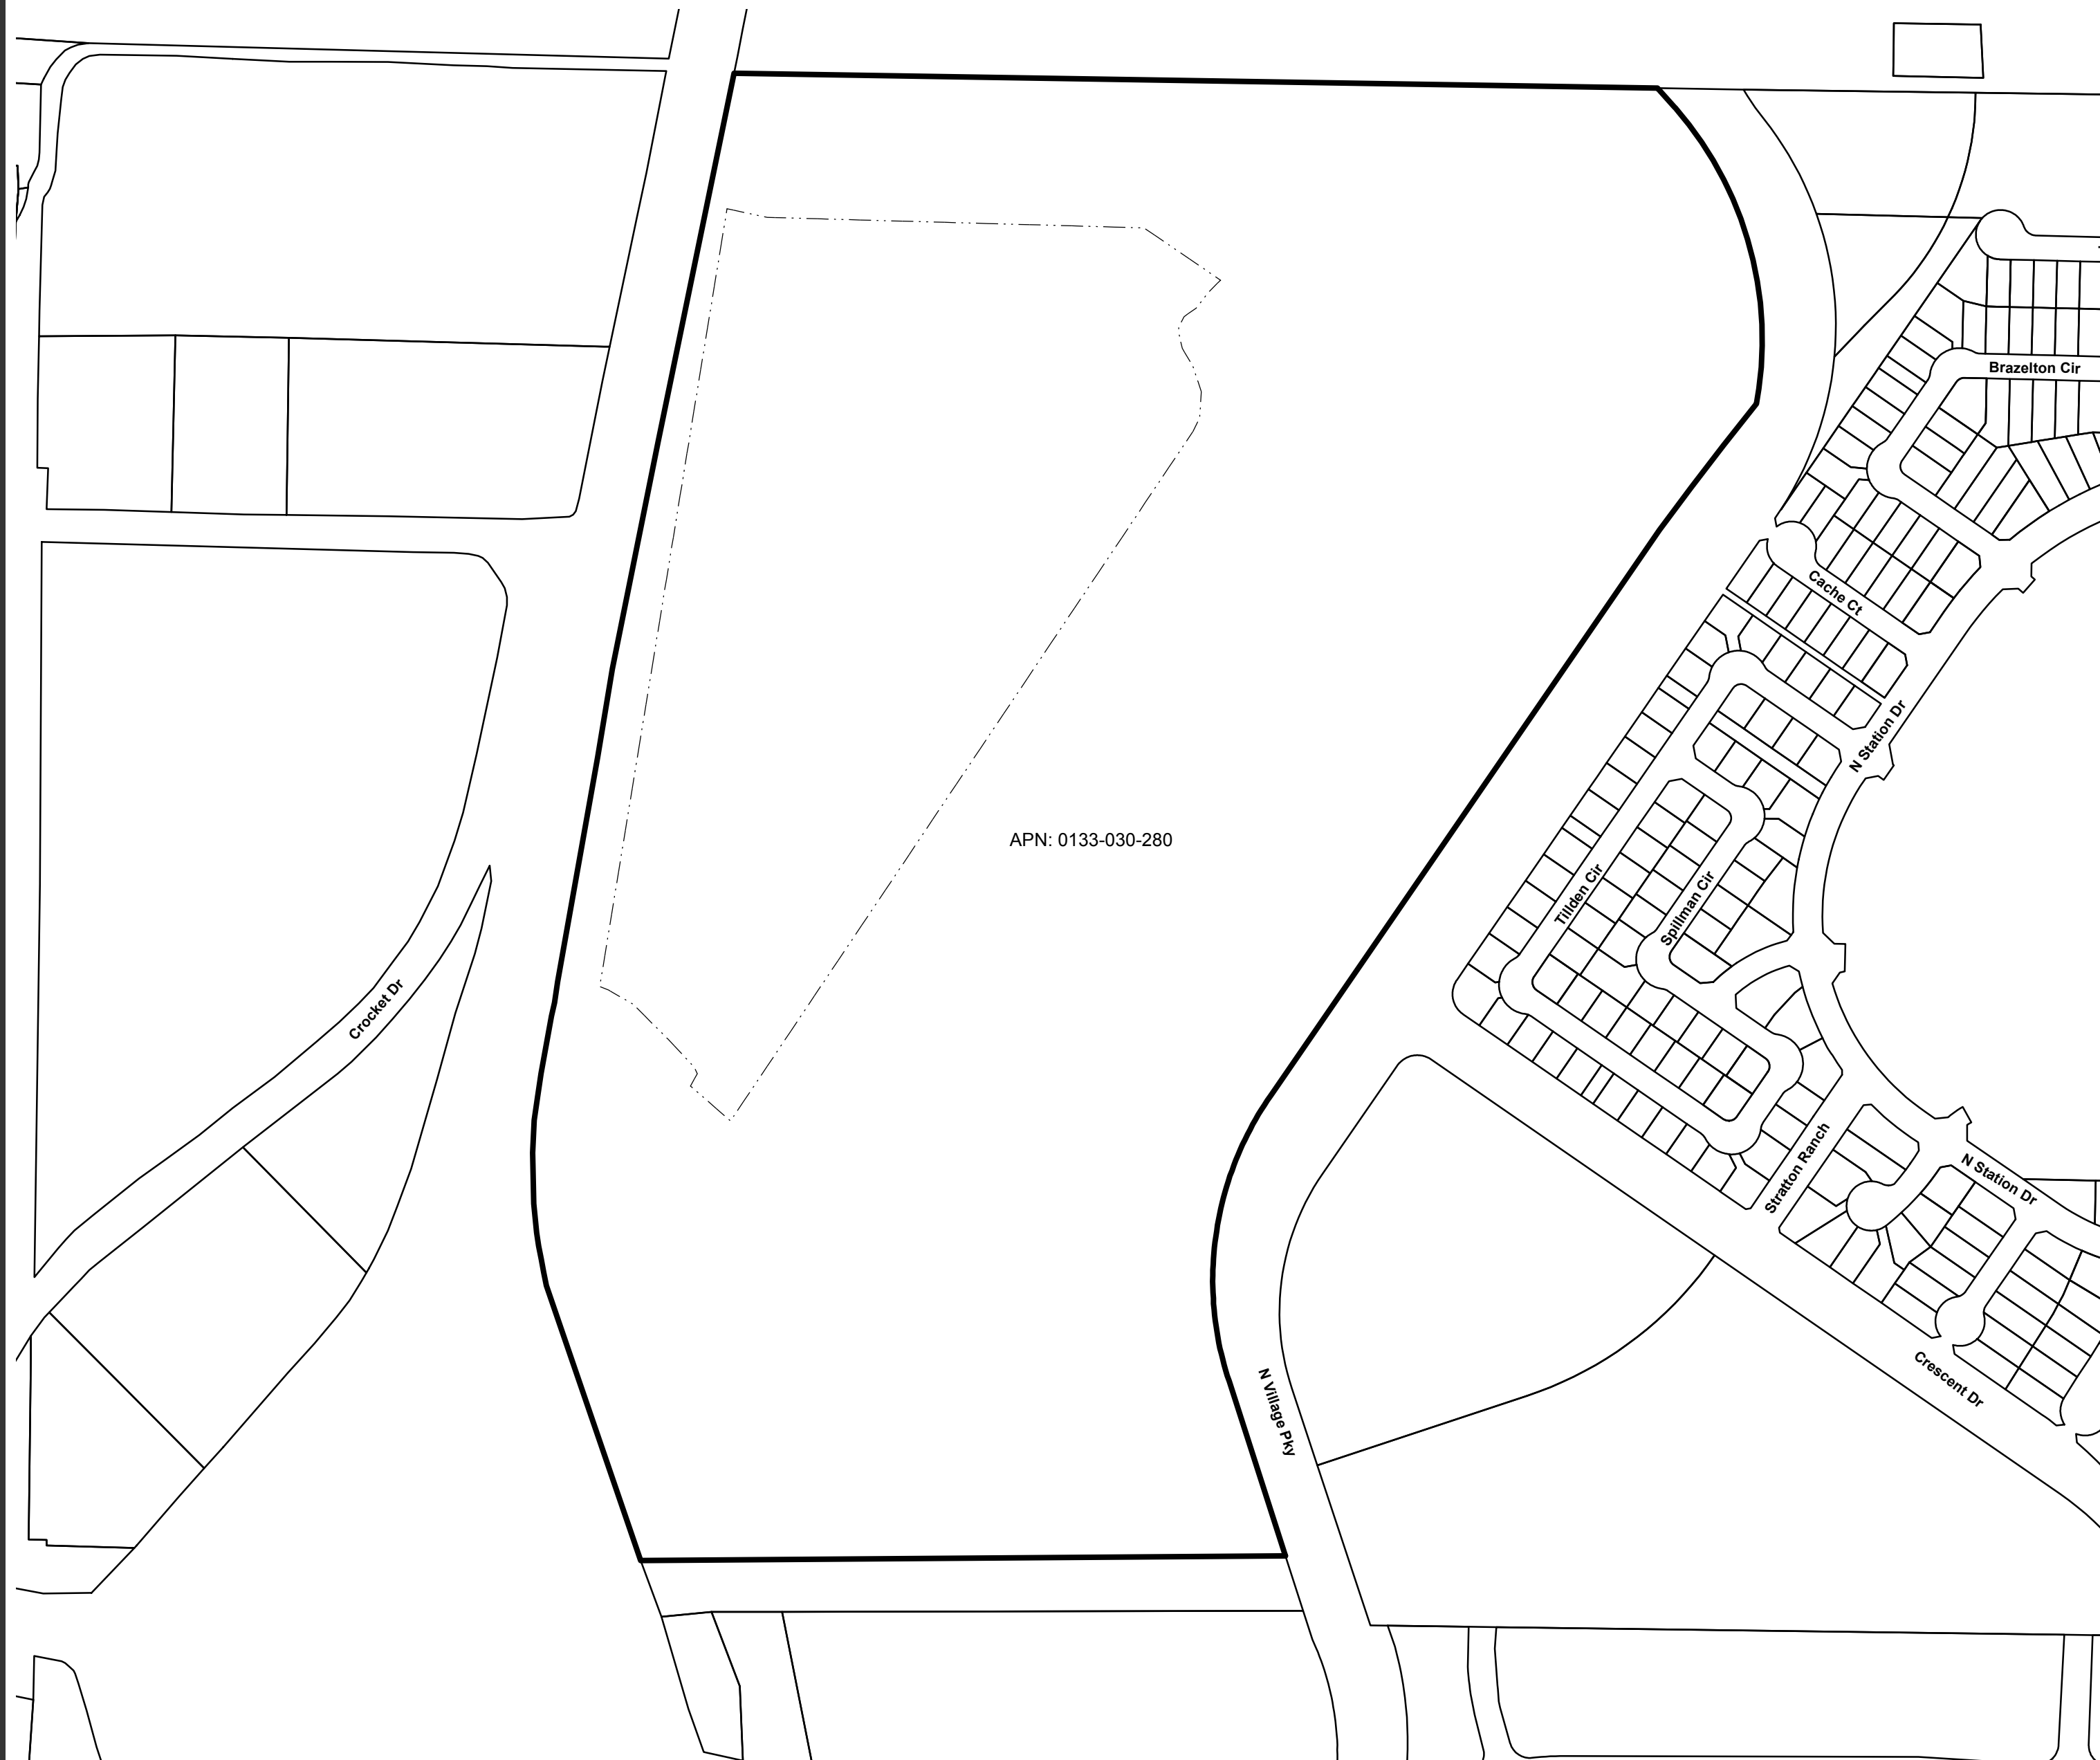 Brazelton Cir
Cache Ct
N Station Dr
APN: 0133-030-280
Tillden Cir
Spillman Cir
Crocket Dr
Stratton Ranch
N Station Dr
Crescent Dr
N Village Pky